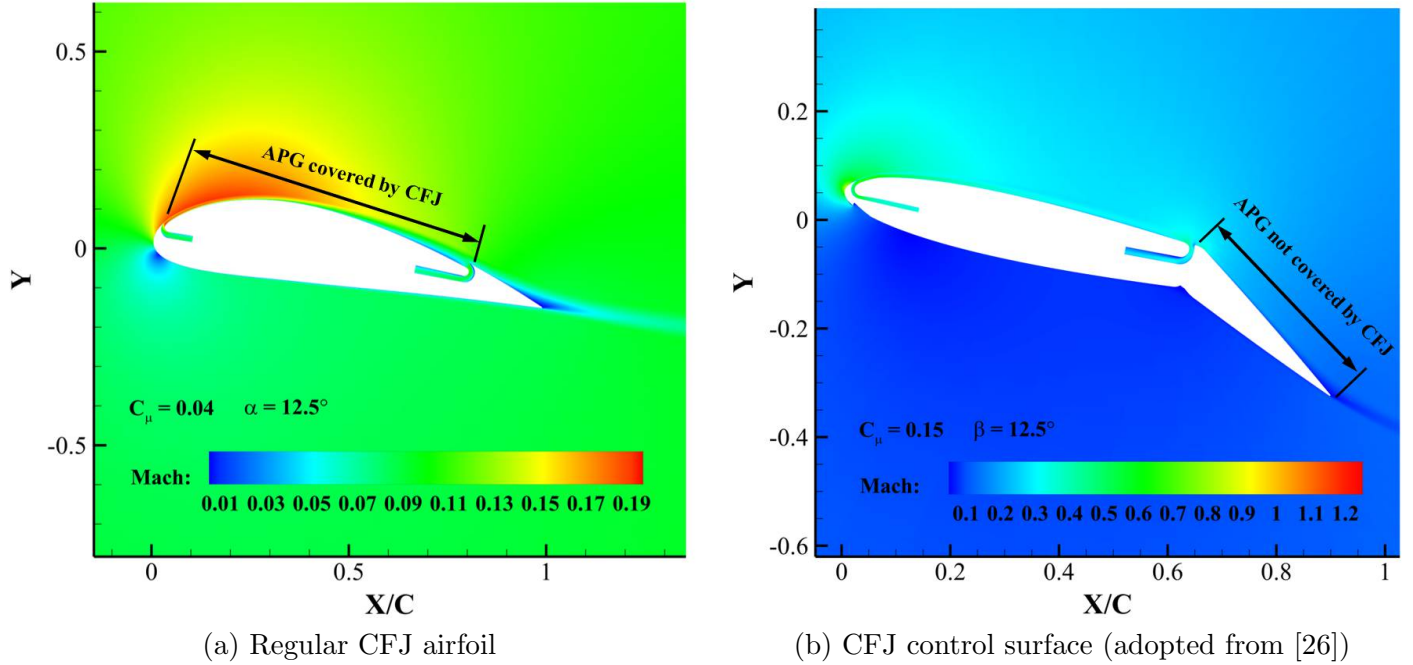 0.5
0
-0.5
Y
APG covered by CFJ
C_μ = 0.04 α = 12.5°
Mach:
0.01 0.03 0.05 0.07 0.09 0.11 0.13 0.15 0.17 0.19
0 0.5 1
X/C
(a) Regular CFJ airfoil
0.2
0
-0.2
-0.4
-0.6
Y
APG not covered by CFJ
C_μ = 0.15 β = 12.5°
Mach:
0.1 0.2 0.3 0.4 0.5 0.6 0.7 0.8 0.9 1 1.1 1.2
0 0.2 0.4 0.6 0.8 1
X/C
(b) CFJ control surface (adopted from [26])